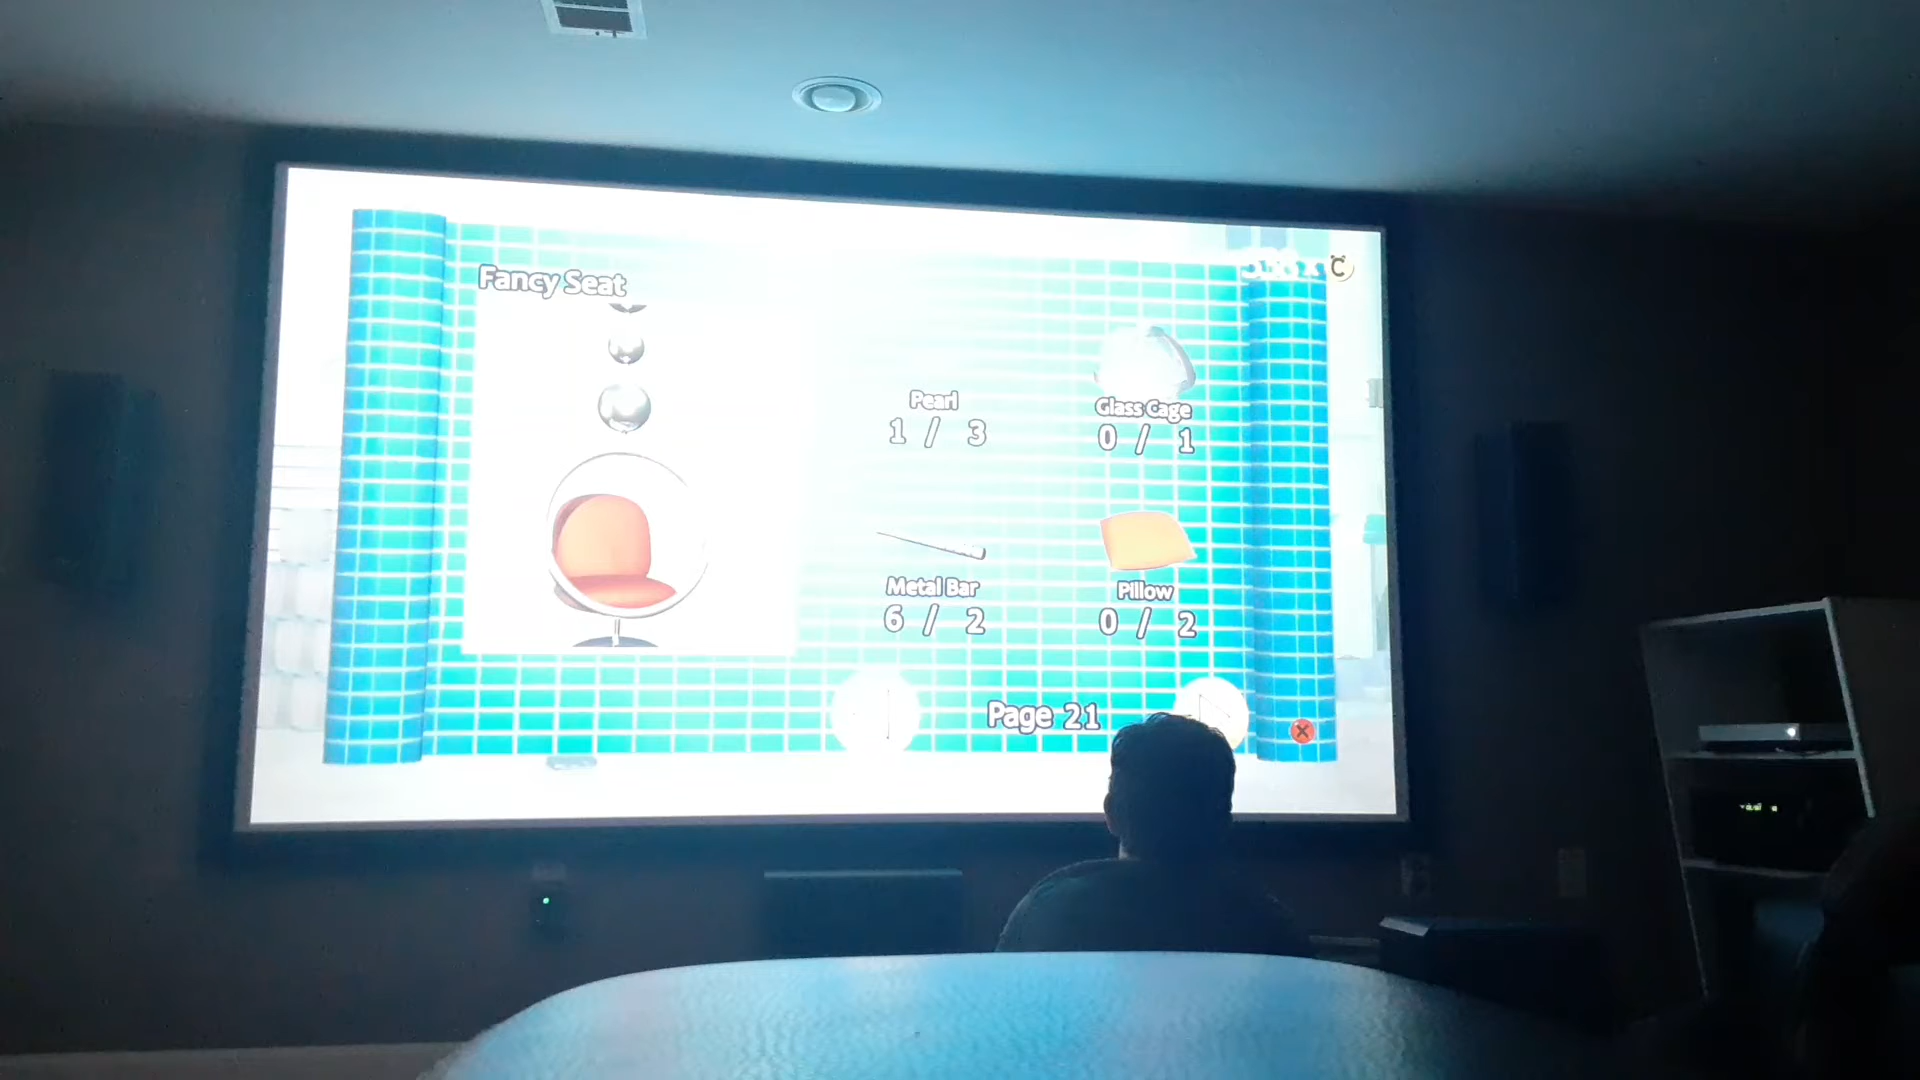 Fancy Seat
C
Pearl
1 / 3
Glass Cage
0 / 1
Metal Bar
6 / 2
Pillow
0 / 2
Page 21
X